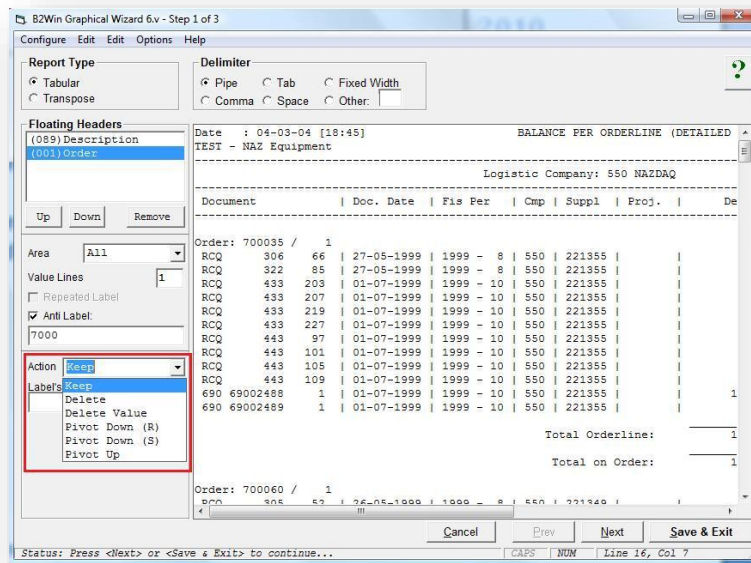 2010
B2Win Graphical Wizard 6.v - Step 1 of 3
Configure Edit Edit Options Help
Report Type
Tabular
Transpose
Delimiter
Pipe Tab Fixed Width
Comma Space Other:
?
Floating Headers
(089)Description
(001)Order
Up Down Remove
Area All
Value Lines 1
Repeated Label
Anti Label:
7000
Action Keep
Label's
Keep
Delete
Delete Value
Pivot Down (R)
Pivot Down (S)
Pivot Up
Date : 04-03-04 [18:45] BALANCE PER ORDERLINE (DETAILED
TEST - NAZ Equipment
Logistic Company: 550 NAZDAQ
Document | Doc. Date | Fis Per | Cmp | Suppl | Proj. | De
Order: 700035 / 1
RCQ 306 66 | 27-05-1999 | 1999 - 8 | 550 | 221355 | |
RCQ 322 85 | 27-05-1999 | 1999 - 8 | 550 | 221355 | |
RCQ 433 203 | 01-07-1999 | 1999 - 10 | 550 | 221355 | |
RCQ 433 207 | 01-07-1999 | 1999 - 10 | 550 | 221355 | |
RCQ 433 219 | 01-07-1999 | 1999 - 10 | 550 | 221355 | |
RCQ 433 227 | 01-07-1999 | 1999 - 10 | 550 | 221355 | |
RCQ 443 97 | 01-07-1999 | 1999 - 10 | 550 | 221355 | |
RCQ 443 101 | 01-07-1999 | 1999 - 10 | 550 | 221355 | |
RCQ 443 105 | 01-07-1999 | 1999 - 10 | 550 | 221355 | |
RCQ 443 109 | 01-07-1999 | 1999 - 10 | 550 | 221355 | |
690 69002488 1 | 01-07-1999 | 1999 - 10 | 550 | 221355 | | 1
690 69002489 1 | 01-07-1999 | 1999 - 10 | 550 | 221355 | |
Total Orderline: 1
Total on Order: 1
Order: 700060 / 1
RCQ 305 52 | 26-05-1999 | 1999 - 8 | 550 | 221349 |
Cancel Prev Next Save & Exit
Status: Press <Next> or <Save & Exit> to continue... CAPS NUM Line 16, Col 7